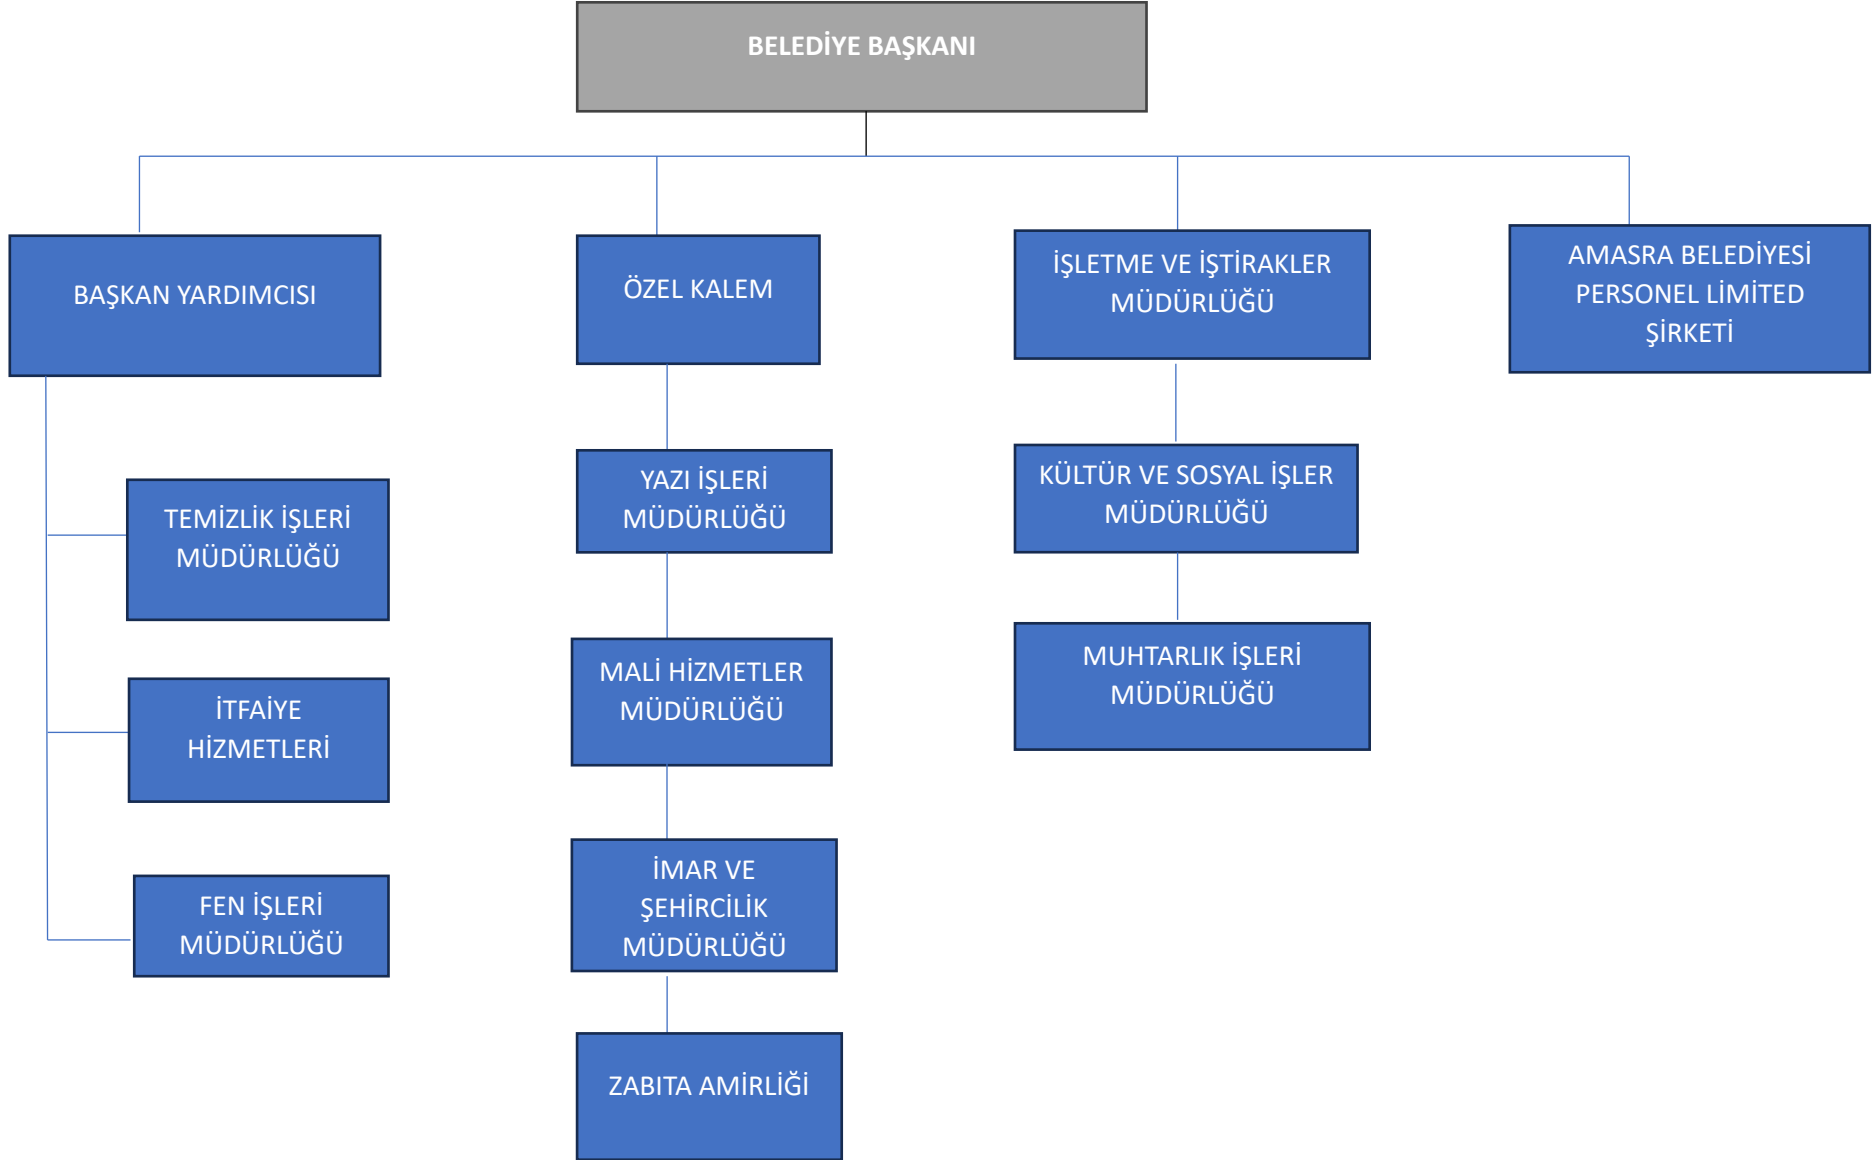 BELEDİYE BAŞKANI
BAŞKAN YARDIMCISI
ÖZEL KALEM
İŞLETME VE İŞTİRAKLER
MÜDÜRLÜĞÜ
AMASRA BELEDİYESİ
PERSONEL LİMİTED
ŞİRKETİ
TEMİZLİK İŞLERİ
MÜDÜRLÜĞÜ
YAZI İŞLERİ
MÜDÜRLÜĞÜ
KÜLTÜR VE SOSYAL İŞLER
MÜDÜRLÜĞÜ
İTFAİYE
HİZMETLERİ
MALİ HİZMETLER
MÜDÜRLÜĞÜ
MUHTARLIK İŞLERİ
MÜDÜRLÜĞÜ
FEN İŞLERİ
MÜDÜRLÜĞÜ
İMAR VE
ŞEHİRCİLİK
MÜDÜRLÜĞÜ
ZABITA AMİRLİĞİ